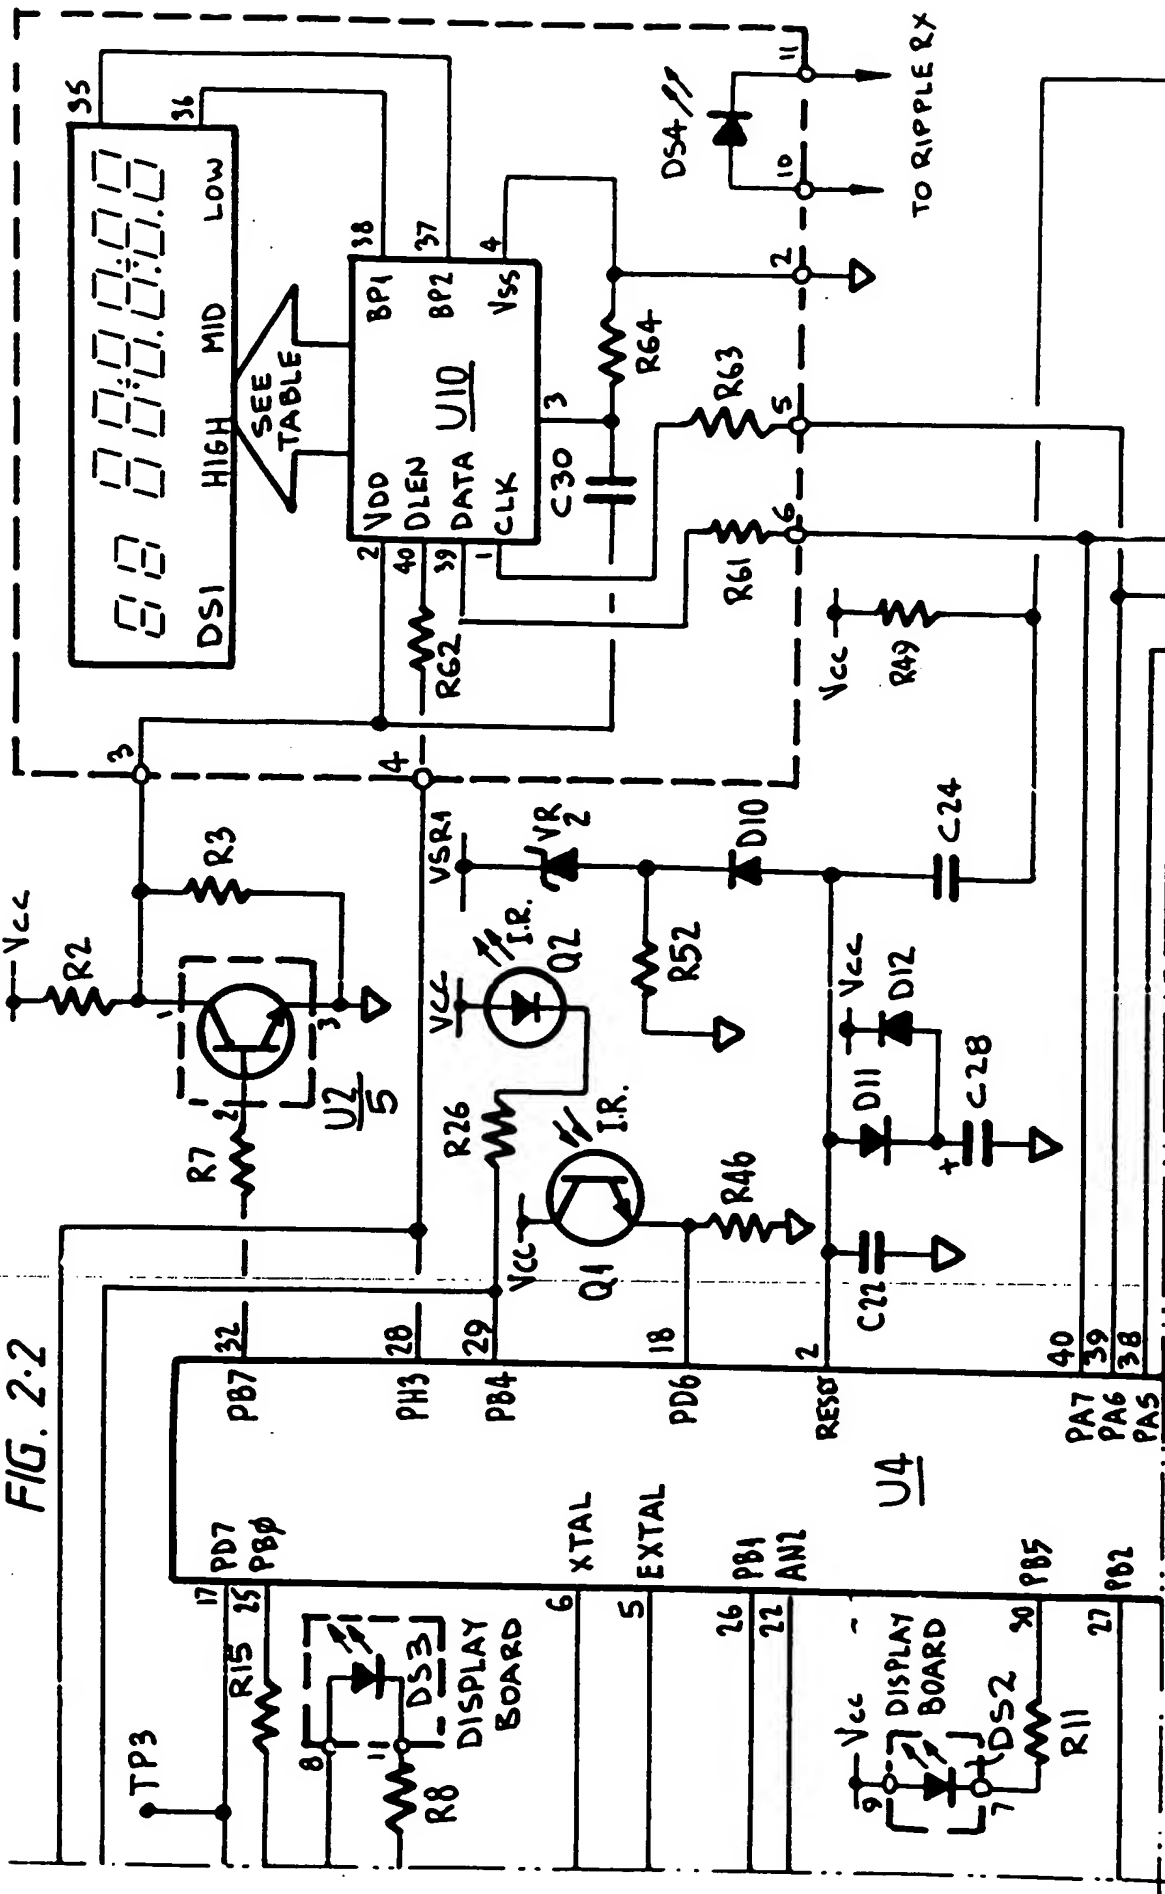 FIG. 2.2
TP3
17
PD7
R15
25
PBØ
8
11
DS3
DISPLAY
BOARD
R8
6
XTAL
5
EXTAL
26
PB1
22
AN2
Vcc
9
DISPLAY
BOARD
7
DS2
R11
30
PB5
27
PB2
U4
PB7
32
PH3
28
PB4
29
PD6
18
RESET
2
PA7
40
PA6
39
PA5
38
Vcc
R2
R7
2
1
3
U2
5
R3
3
4
R26
Vcc
I.R.
Q2
Vcc
Q1
I.R.
R46
VSR1
VR
2
R52
D10
C22
D11
Vcc
D12
+
C28
C24
Vcc
R49
DS1
HIGH
MID
LOW
35
36
SEE
TABLE
2
VDD
40
DLEN
39
DATA
1
CLK
U10
BP1
38
BP2
37
VSS
4
3
R62
C30
R64
R61
6
R63
5
2
DS4
10
11
TO RIPPLE RX